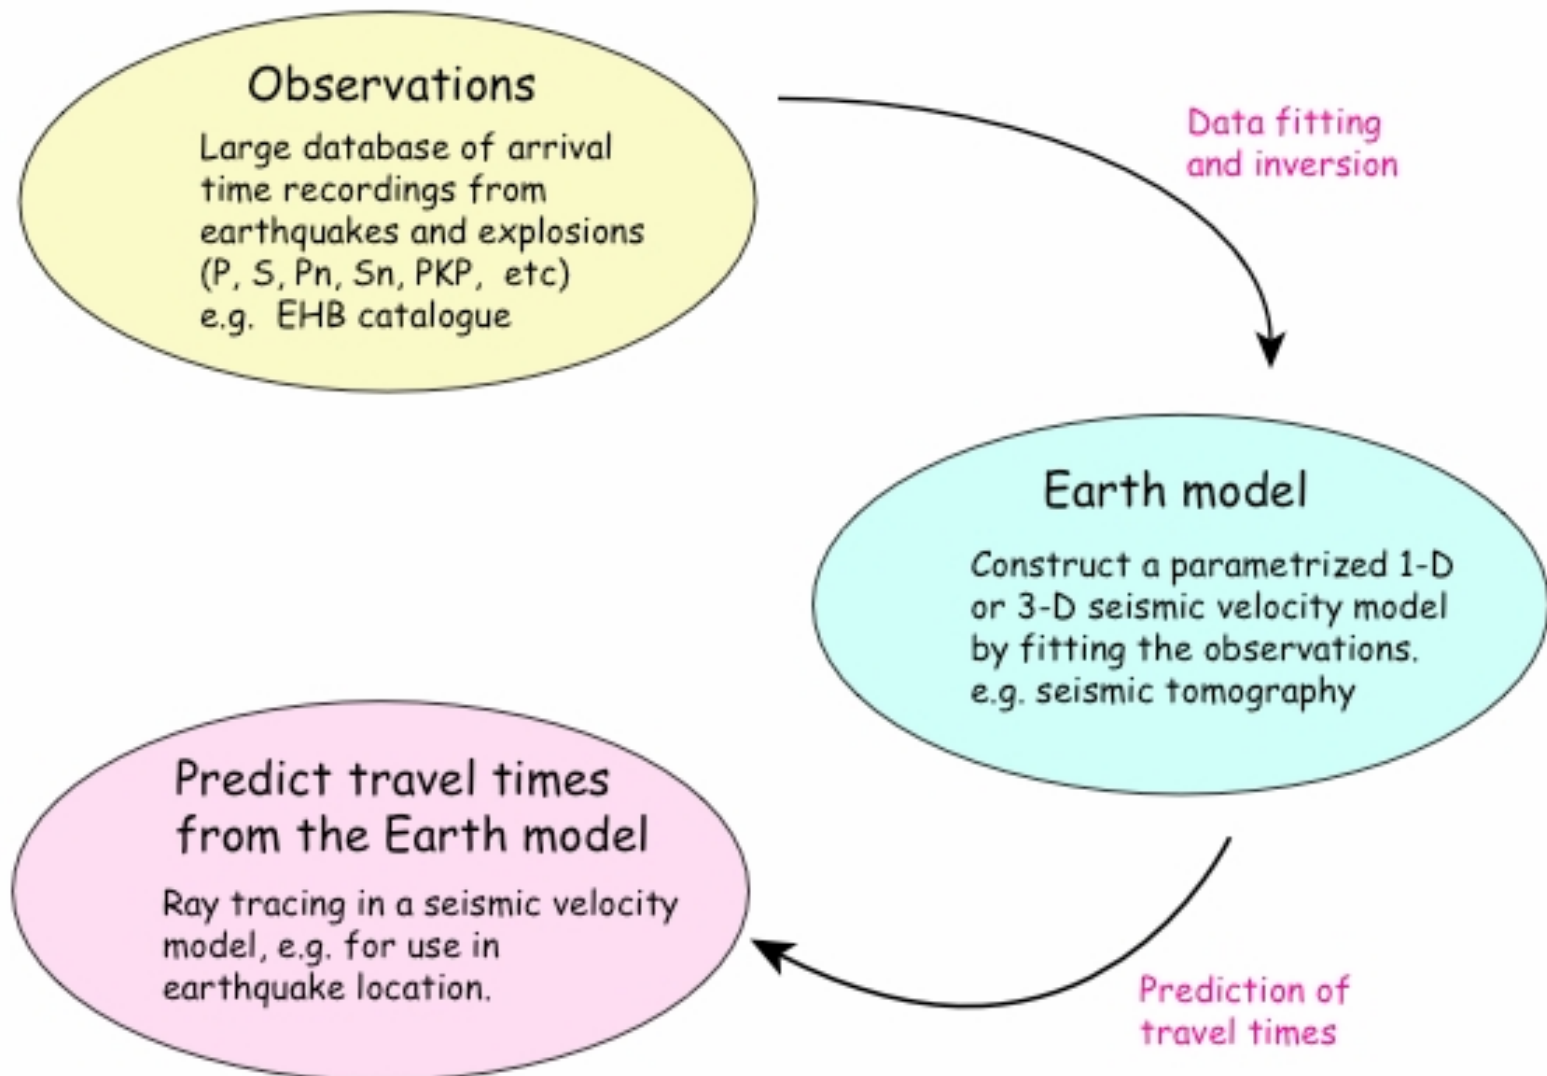 Observations
Large database of arrival
time recordings from
earthquakes and explosions
(P, S, Pn, Sn, PKP, etc)
e.g. EHB catalogue
Data fitting
and inversion
Earth model
Construct a parametrized 1-D
or 3-D seismic velocity model
by fitting the observations.
e.g. seismic tomography
Predict travel times
from the Earth model
Ray tracing in a seismic velocity
model, e.g. for use in
earthquake location.
Prediction of
travel times